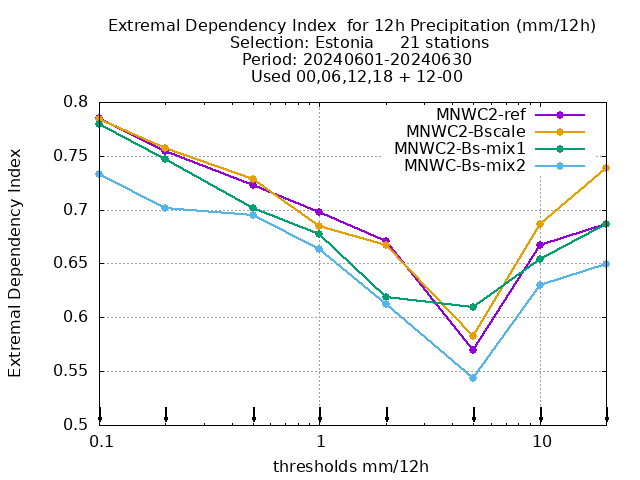 Extremal Dependency Index  for 12h Precipitation (mm/12h)
Selection: Estonia     21 stations
Period: 20240601-20240630
Used 00,06,12,18 + 12-00
MNWC2-ref
MNWC2-Bscale
MNWC2-Bs-mix1
MNWC-Bs-mix2
Extremal Dependency Index
0.8
0.75
0.7
0.65
0.6
0.55
0.5
0.1
1
10
thresholds mm/12h